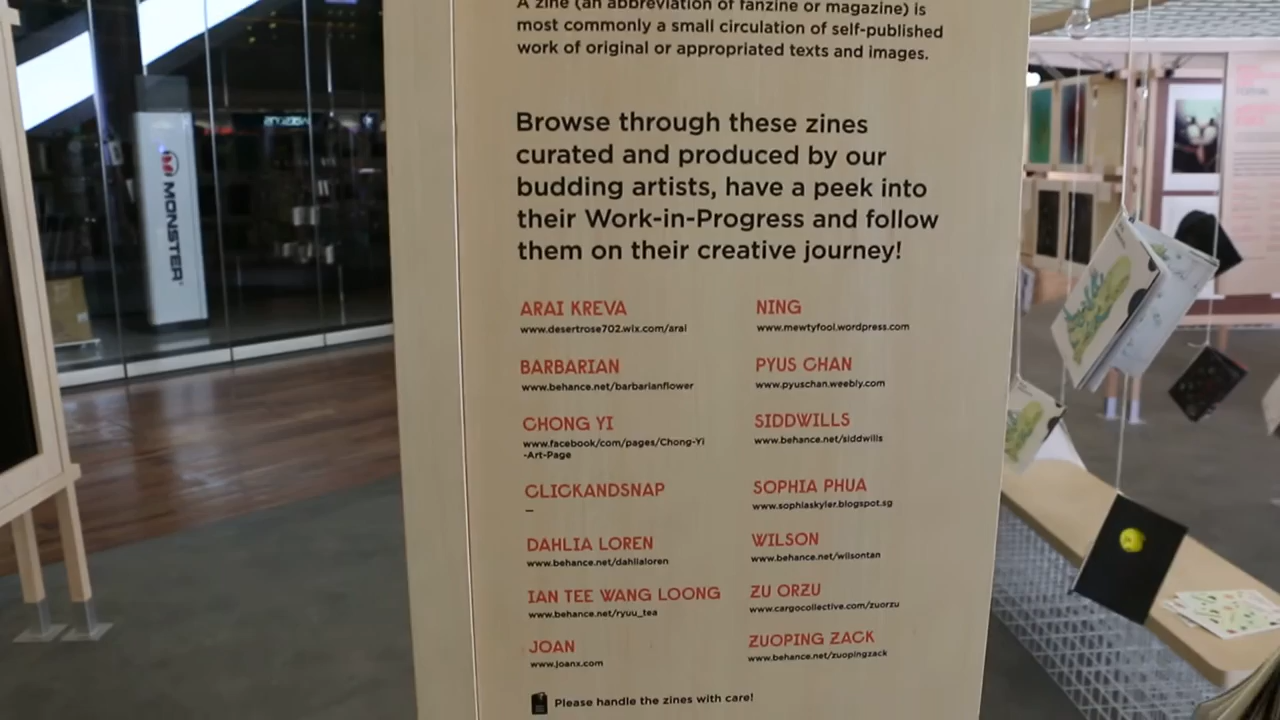 A zine (an abbreviation of fanzine or magazine) is
most commonly a small circulation of self-published
work of original or appropriated texts and images.
Browse through these zines
curated and produced by our
budding artists, have a peek into
their Work-in-Progress and follow
them on their creative journey!
ARAI KREVA
www.desertrose702.wix.com/arai
BARBARIAN
www.behance.net/barbarianflower
CHONG YI
www.facebook/com/pages/Chong-Yi
-Art-Page
CLICKANDSNAP
–
DAHLIA LOREN
www.behance.net/dahlialoren
IAN TEE WANG LOONG
www.behance.net/ryuu_tea
JOAN
www.joanx.com
NING
www.mewtyfool.wordpress.com
PYUS CHAN
www.pyuschan.weebly.com
SIDDWILLS
www.behance.net/siddwills
SOPHIA PHUA
www.sophiaskyler.blogspot.sg
WILSON
www.behance.net/wilsontan
ZU ORZU
www.cargocollective.com/zuorzu
ZUOPING ZACK
www.behance.net/zuopingzack
Please handle the zines with care!
MONSTER